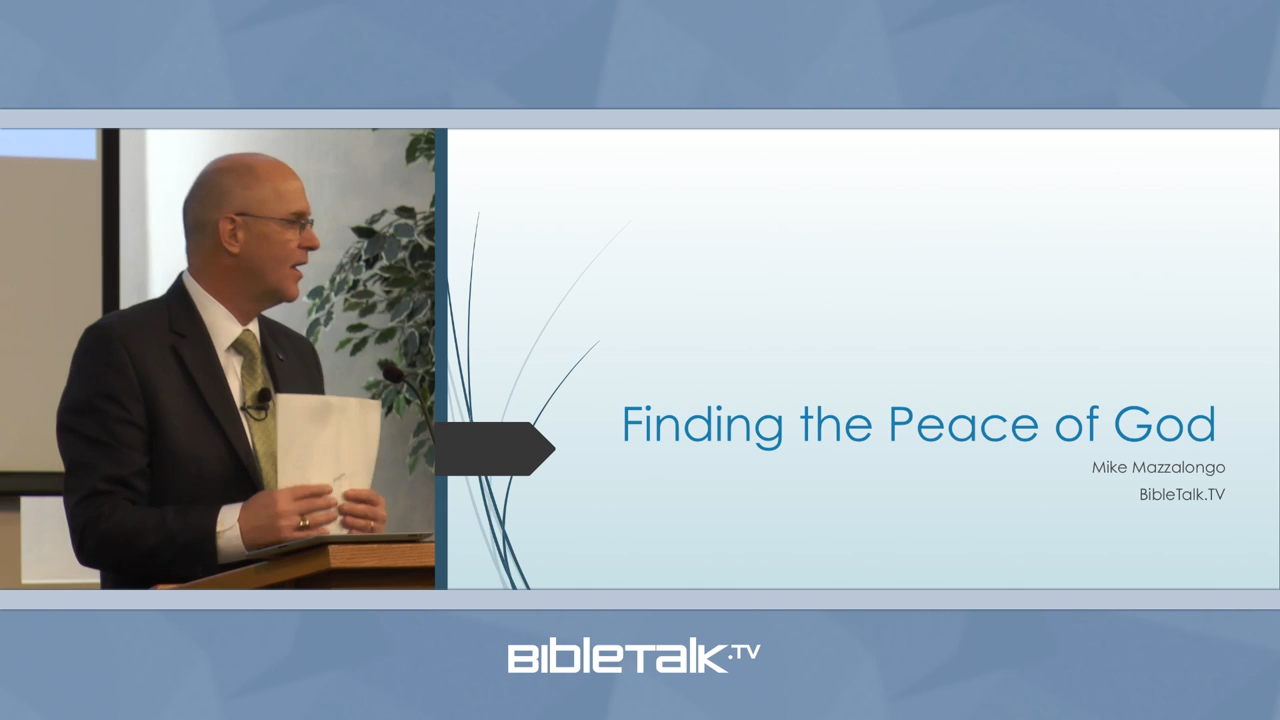 Finding the Peace of God
Mike Mazzalongo
BibleTalk.TV
BibleTalk.TV